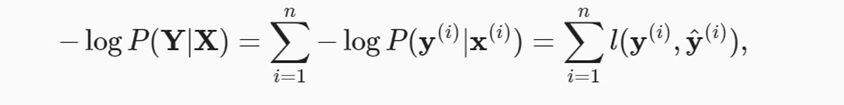 − log P(Y|X) = ∑_{i=1}^{n} − log P(y^{(i)}|x^{(i)}) = ∑_{i=1}^{n} l(y^{(i)}, ŷ^{(i)}),